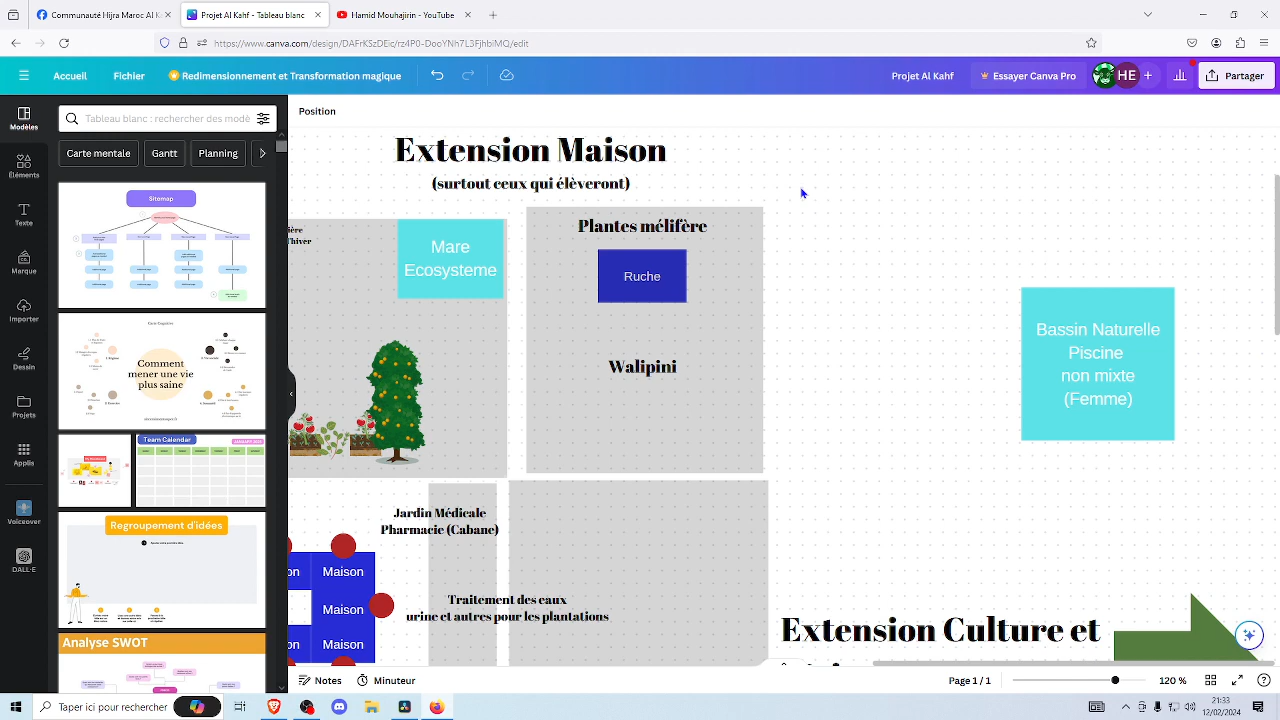 Conseil Hijra Maroc Al K
Projet Al Kahf - Tableau blanc
Imad Mouhajirin - YouTube
https://www.canva.com/design/DAFrKSzDEic/rz4P0-DooYNh7L3FjhbiMQ/edit
Accueil
Fichier
Redimensionnement et Transformation magique
Projet Al Kahf
Essayer Canva Pro
HE
Partager
Modèles
Éléments
Texte
Marque
Importer
Dessin
Projets
Applis
Voiceover
DALL·E
Tableau blanc : rechercher des modè
Carte mentale
Gantt
Planning
Sitemap
Comment
mener une vie
plus saine
Team Calendar
Regroupement d'idées
Analyse SWOT
Position
Extension Maison
(surtout ceux qui élèveront)
Mare
Ecosysteme
Plantes mélifère
Ruche
Walipini
Bassin Naturelle
Piscine
non mixte
(Femme)
Jardin Médicale
Pharmacie (Cabane)
Maison
Maison
Maison
Traitement des eaux
urine et autres pour les plantations
Extension Culture et
Notes
Minuteur
Page 1 / 1
120 %
Taper ici pour rechercher
21:33
12/02/2024